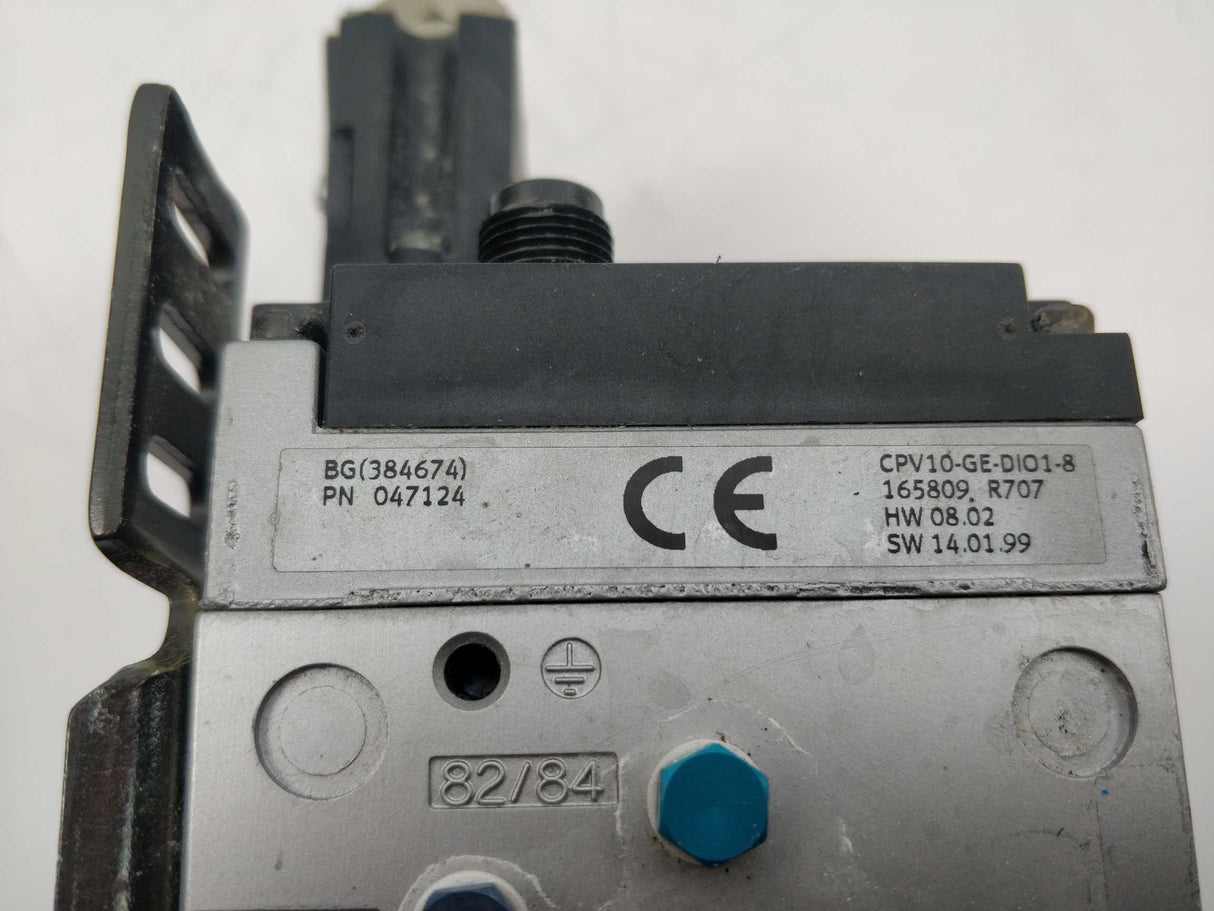 BG(384674)
PN 047124
CE
CPV10-GE-DIO1-8
165809 R707
HW 08.02
SW 14.01.99
82/84